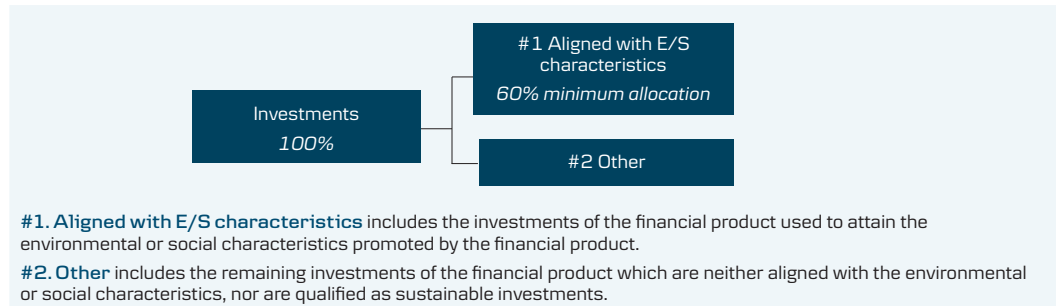 #1 Aligned with E/S
characteristics
60% minimum allocation
Investments
100%
#2 Other
#1. Aligned with E/S characteristics includes the investments of the financial product used to attain the
environmental or social characteristics promoted by the financial product.
#2. Other includes the remaining investments of the financial product which are neither aligned with the environmental
or social characteristics, nor are qualified as sustainable investments.